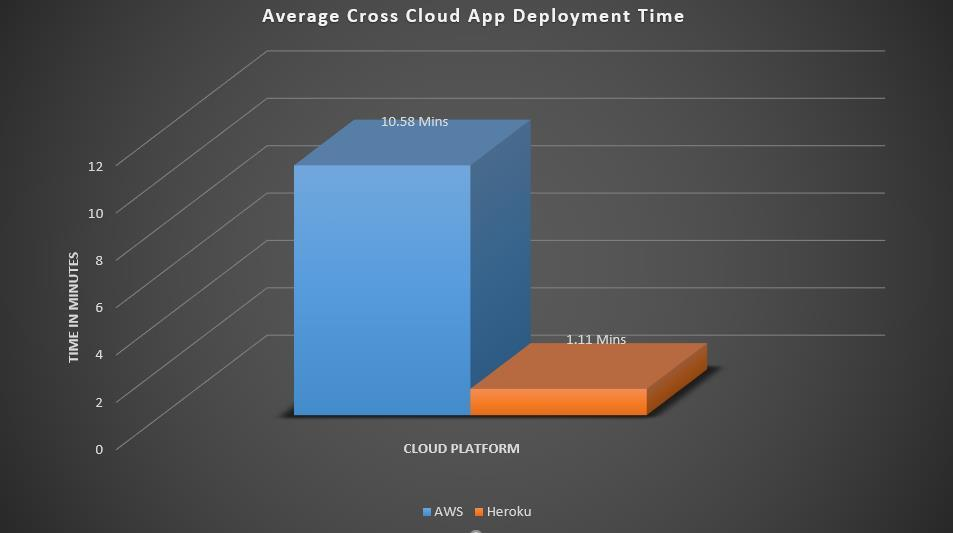 Average Cross Cloud App Deployment Time
10.58 Mins
12
10
8
6
4
2
0
TIME IN MINUTES
1.11 Mins
CLOUD PLATFORM
AWS Heroku